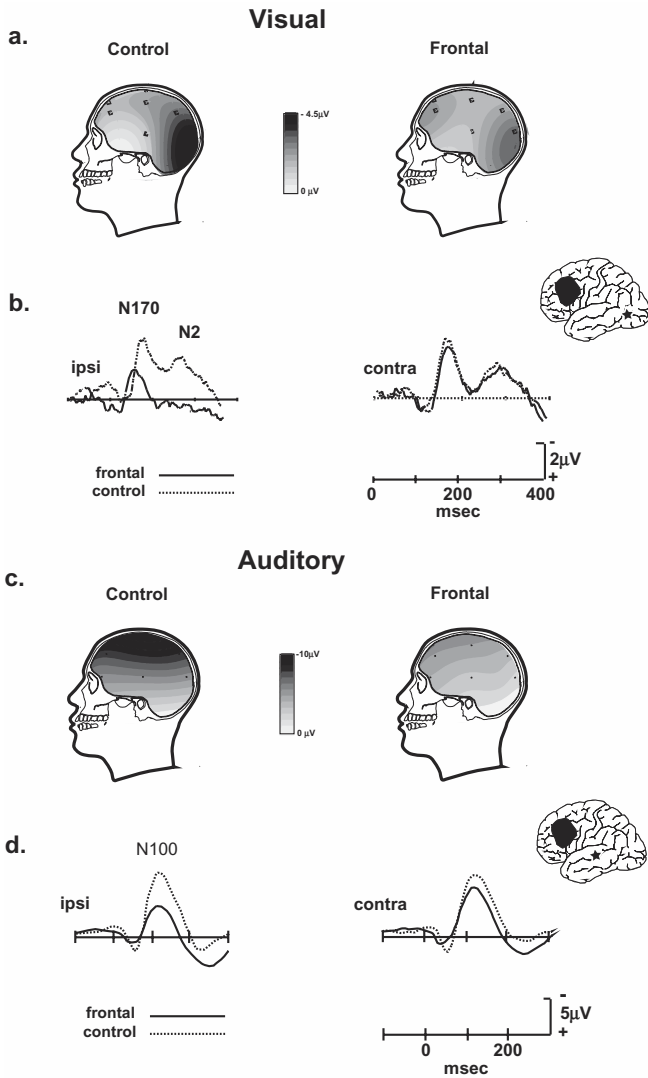 Visual
a.
Control
Frontal
- 4.5µV
0 µV
b.
N170
N2
ipsi
contra
frontal
control
-
2µV
+
0 200 400
msec
Auditory
c.
Control
Frontal
-10µV
0 µV
d.
N100
ipsi
contra
frontal
control
-
5µV
+
0 200
msec